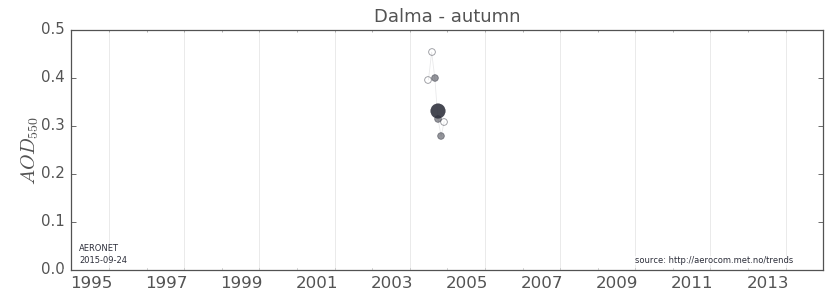 Dalma - autumn
0.5
0.4
0.3
0.2
0.1
0.0
AOD550
AERONET
2015-09-24
source: http://aerocom.met.no/trends
1995 1997 1999 2001 2003 2005 2007 2009 2011 2013